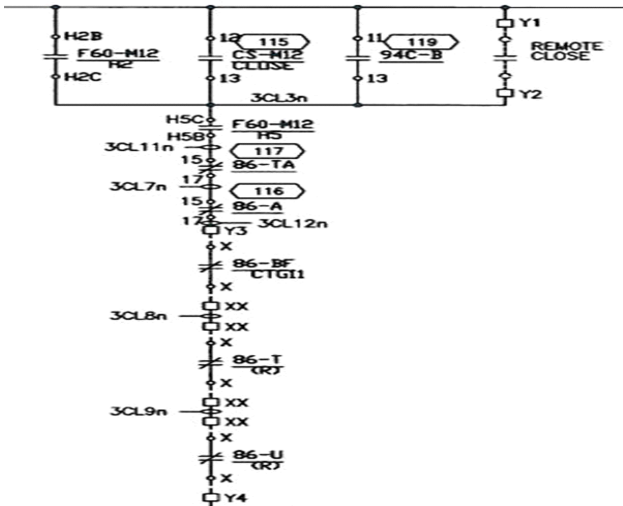 H2B
F60-M12
H2
H2C
12
115
CS-M12
CLOSE
13
11
119
94C-B
13
Y1
REMOTE
CLOSE
Y2
3CL3n
H5C
F60-M12
H5
H5B
3CL11n
117
15
86-TA
17
3CL7n
116
15
86-A
17
3CL12n
Y3
X
86-BF
CTGI1
X
XX
3CL8n
XX
X
86-T
(R)
X
XX
3CL9n
XX
X
86-U
(R)
X
Y4